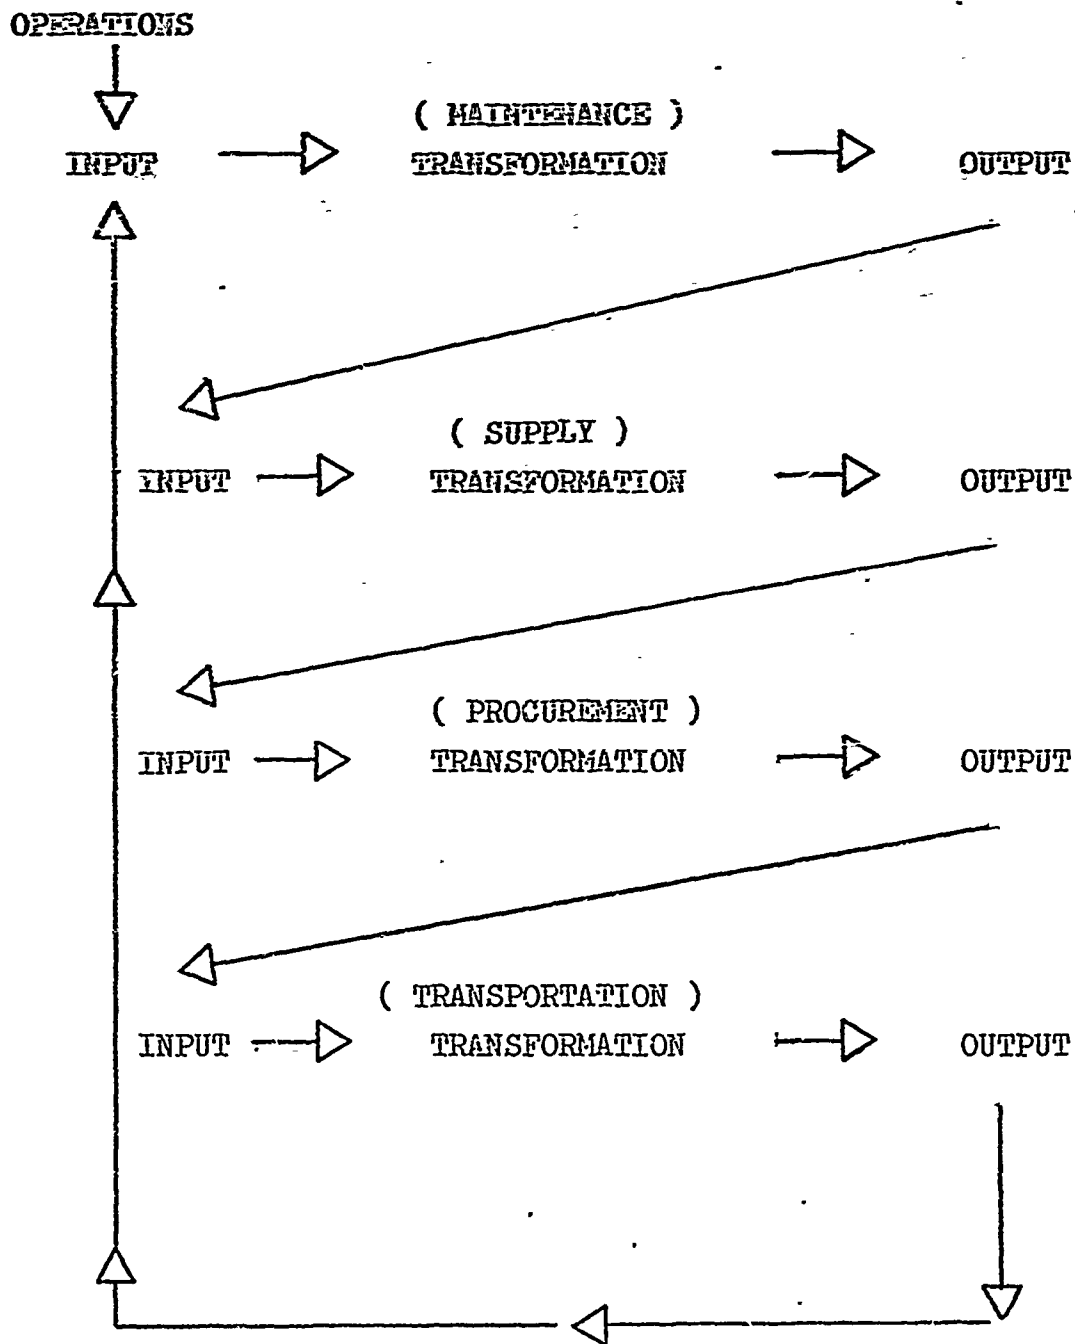 OPERATIONS
( MAINTENANCE )
INPUT TRANSFORMATION OUTPUT
( SUPPLY )
INPUT TRANSFORMATION OUTPUT
( PROCUREMENT )
INPUT TRANSFORMATION OUTPUT
( TRANSPORTATION )
INPUT TRANSFORMATION OUTPUT